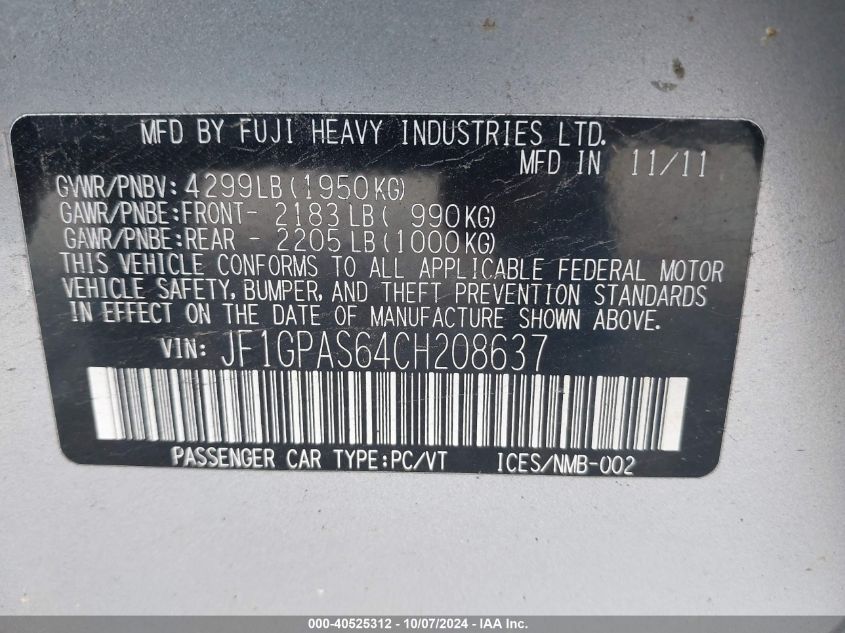 MFD BY FUJI HEAVY INDUSTRIES LTD.
MFD IN 11/11
GVWR/PNBV: 4299LB(1950KG)
GAWR/PNBE:FRONT- 2183LB( 990KG)
GAWR/PNBE:REAR - 2205LB(1000KG)
THIS VEHICLE CONFORMS TO ALL APPLICABLE FEDERAL MOTOR
VEHICLE SAFETY, BUMPER, AND THEFT PREVENTION STANDARDS
IN EFFECT ON THE DATE OF MANUFACTURE SHOWN ABOVE.
VIN: JF1GPAS64CH208637
PASSENGER CAR TYPE:PC/VT ICES/NMB-002
000-40525312 - 10/07/2024 - IAA Inc.